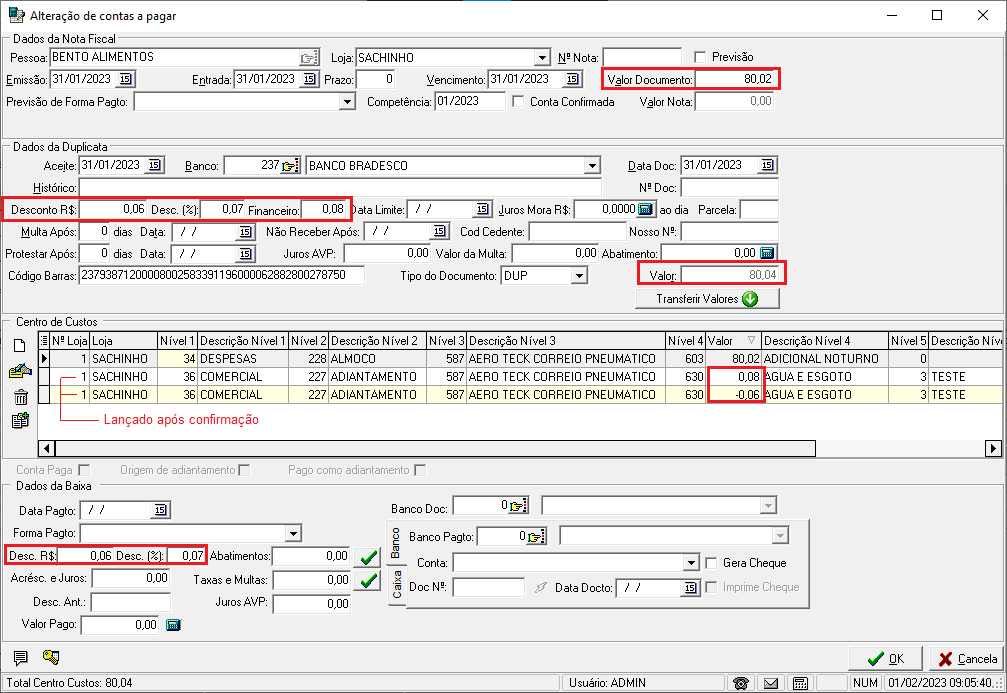 Alteração de contas a pagar
Dados da Nota Fiscal
Pessoa: BENTO ALIMENTOS Loja: SACHINHO Nº Nota: Previsão
Emissão: 31/01/2023 15 Entrada: 31/01/2023 15 Prazo: 0 Vencimento: 31/01/2023 15 Valor Documento: 80,02
Previsão de Forma Pagto: Competência: 01/2023 Conta Confirmada Valor Nota: 0,00
Dados da Duplicata
Aceite: 31/01/2023 15 Banco: 237 BANCO BRADESCO Data Doc: 31/01/2023 15
Histórico: Nº Doc:
Desconto R$: 0,06 Desc. (%): 0,07 Financeiro: 0,08 Data Limite: / / 15 Juros Mora R$: 0,0000 ao dia Parcela:
Multa Após: 0 dias Data: / / 15 Não Receber Após: / / 15 Cod Cedente: Nosso Nº:
Protestar Após: 0 dias Data: / / 15 Juros AVP: 0,00 Valor da Multa: 0,00 Abatimento: 0,00
Código Barras: 23793871200008002583391196000062882800278750 Tipo do Documento: DUP Valor: 80,04
Transferir Valores
Centro de Custos
Nº Loja Loja Nível 1 Descrição Nível 1 Nível 2 Descrição Nível 2 Nível 3 Descrição Nível 3 Nível 4 Valor Descrição Nível 4 Nível 5 Descrição Níve
1 SACHINHO 34 DESPESAS 228 ALMOCO 587 AERO TECK CORREIO PNEUMATICO 603 80,02 ADICIONAL NOTURNO 0
1 SACHINHO 36 COMERCIAL 227 ADIANTAMENTO 587 AERO TECK CORREIO PNEUMATICO 630 0,08 AGUA E ESGOTO 3 TESTE
1 SACHINHO 36 COMERCIAL 227 ADIANTAMENTO 587 AERO TECK CORREIO PNEUMATICO 630 -0,06 AGUA E ESGOTO 3 TESTE
Lançado após confirmação
Conta Paga Origem de adiantamento Pago como adiantamento
Dados da Baixa
Data Pagto: / / 15 Banco Doc: 0
Forma Pagto: Banco Banco Pagto: 0
Desc. R$: 0,06 Desc. (%): 0,07 Abatimentos: 0,00 Conta: Gera Cheque
Acrésc. e Juros: 0,00 Taxas e Multas: 0,00 Caixa Doc Nº: Data Docto: / / 15 Imprime Cheque
Desc. Ant.: Juros AVP: 0,00
Valor Pago: 0,00
OK Cancela
Total Centro Custos: 80,04 Usuário: ADMIN NUM 01/02/2023 09:05:40